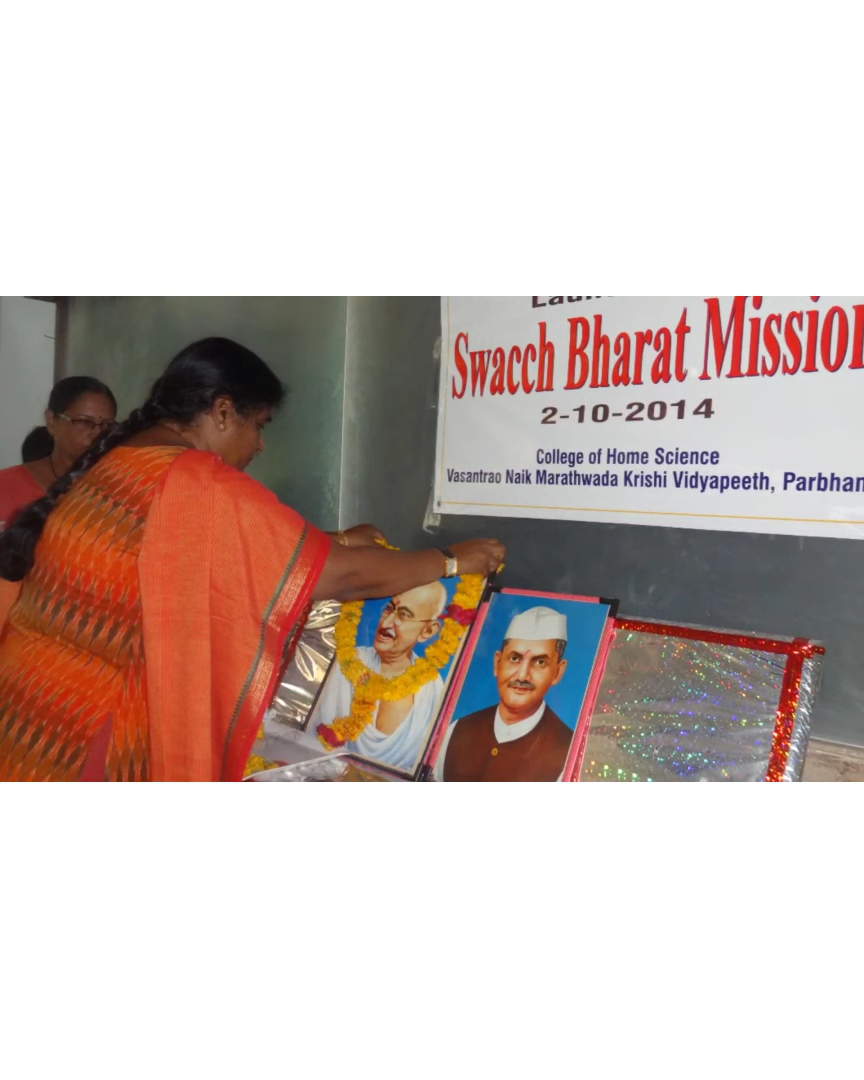 Swacch Bharat Mission
2-10-2014
College of Home Science
Vasantrao Naik Marathwada Krishi Vidyapeeth, Parbhan